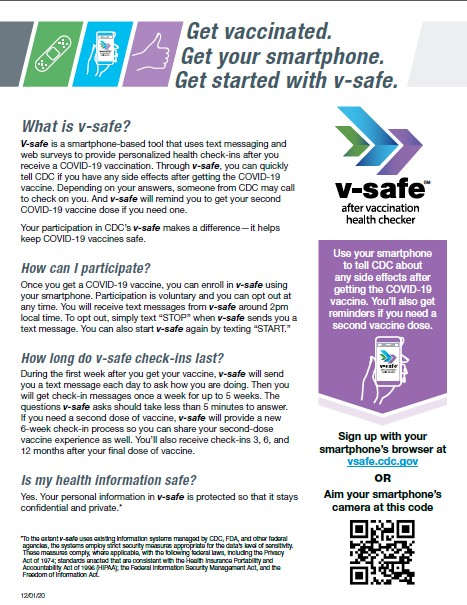 Get vaccinated.
Get your smartphone.
Get started with v-safe.
What is v-safe?
V-safe is a smartphone-based tool that uses text messaging and
web surveys to provide personalized health check-ins after you
receive a COVID-19 vaccination. Through v-safe, you can quickly
tell CDC if you have any side effects after getting the COVID-19
vaccine. Depending on your answers, someone from CDC may call
to check on you. And v-safe will remind you to get your second
COVID-19 vaccine dose if you need one.
Your participation in CDC's v-safe makes a difference—it helps
keep COVID-19 vaccines safe.
How can I participate?
Once you get a COVID-19 vaccine, you can enroll in v-safe using
your smartphone. Participation is voluntary and you can opt out at
any time. You will receive text messages from v-safe around 2pm
local time. To opt out, simply text "STOP" when v-safe sends you a
text message. You can also start v-safe again by texting "START."
How long do v-safe check-ins last?
During the first week after you get your vaccine, v-safe will send
you a text message each day to ask how you are doing. Then you
will get check-in messages once a week for up to 5 weeks. The
questions v-safe asks should take less than 5 minutes to answer.
If you need a second dose of vaccine, v-safe will provide a new
6-week check-in process so you can share your second-dose
vaccine experience as well. You'll also receive check-ins 3, 6, and
12 months after your final dose of vaccine.
Is my health information safe?
Yes. Your personal information in v-safe is protected so that it stays
confidential and private.*
*To the extent v-safe uses existing information systems managed by CDC, FDA, and other federal
agencies, the systems employ strict security measures appropriate for the data's level of sensitivity.
These measures comply, where applicable, with the following federal laws, including the Privacy
Act of 1974; standards enacted that are consistent with the Health Insurance Portability and
Accountability Act of 1996 (HIPAA); the Federal Information Security Management Act, and the
Freedom of Information Act.
12/01/20
v-safe℠
after vaccination
health checker
Use your smartphone
to tell CDC about
any side effects after
getting the COVID-19
vaccine. You'll also get
reminders if you need a
second vaccine dose.
v-safe
Sign up with your
smartphone's browser at
vsafe.cdc.gov
OR
Aim your smartphone's
camera at this code